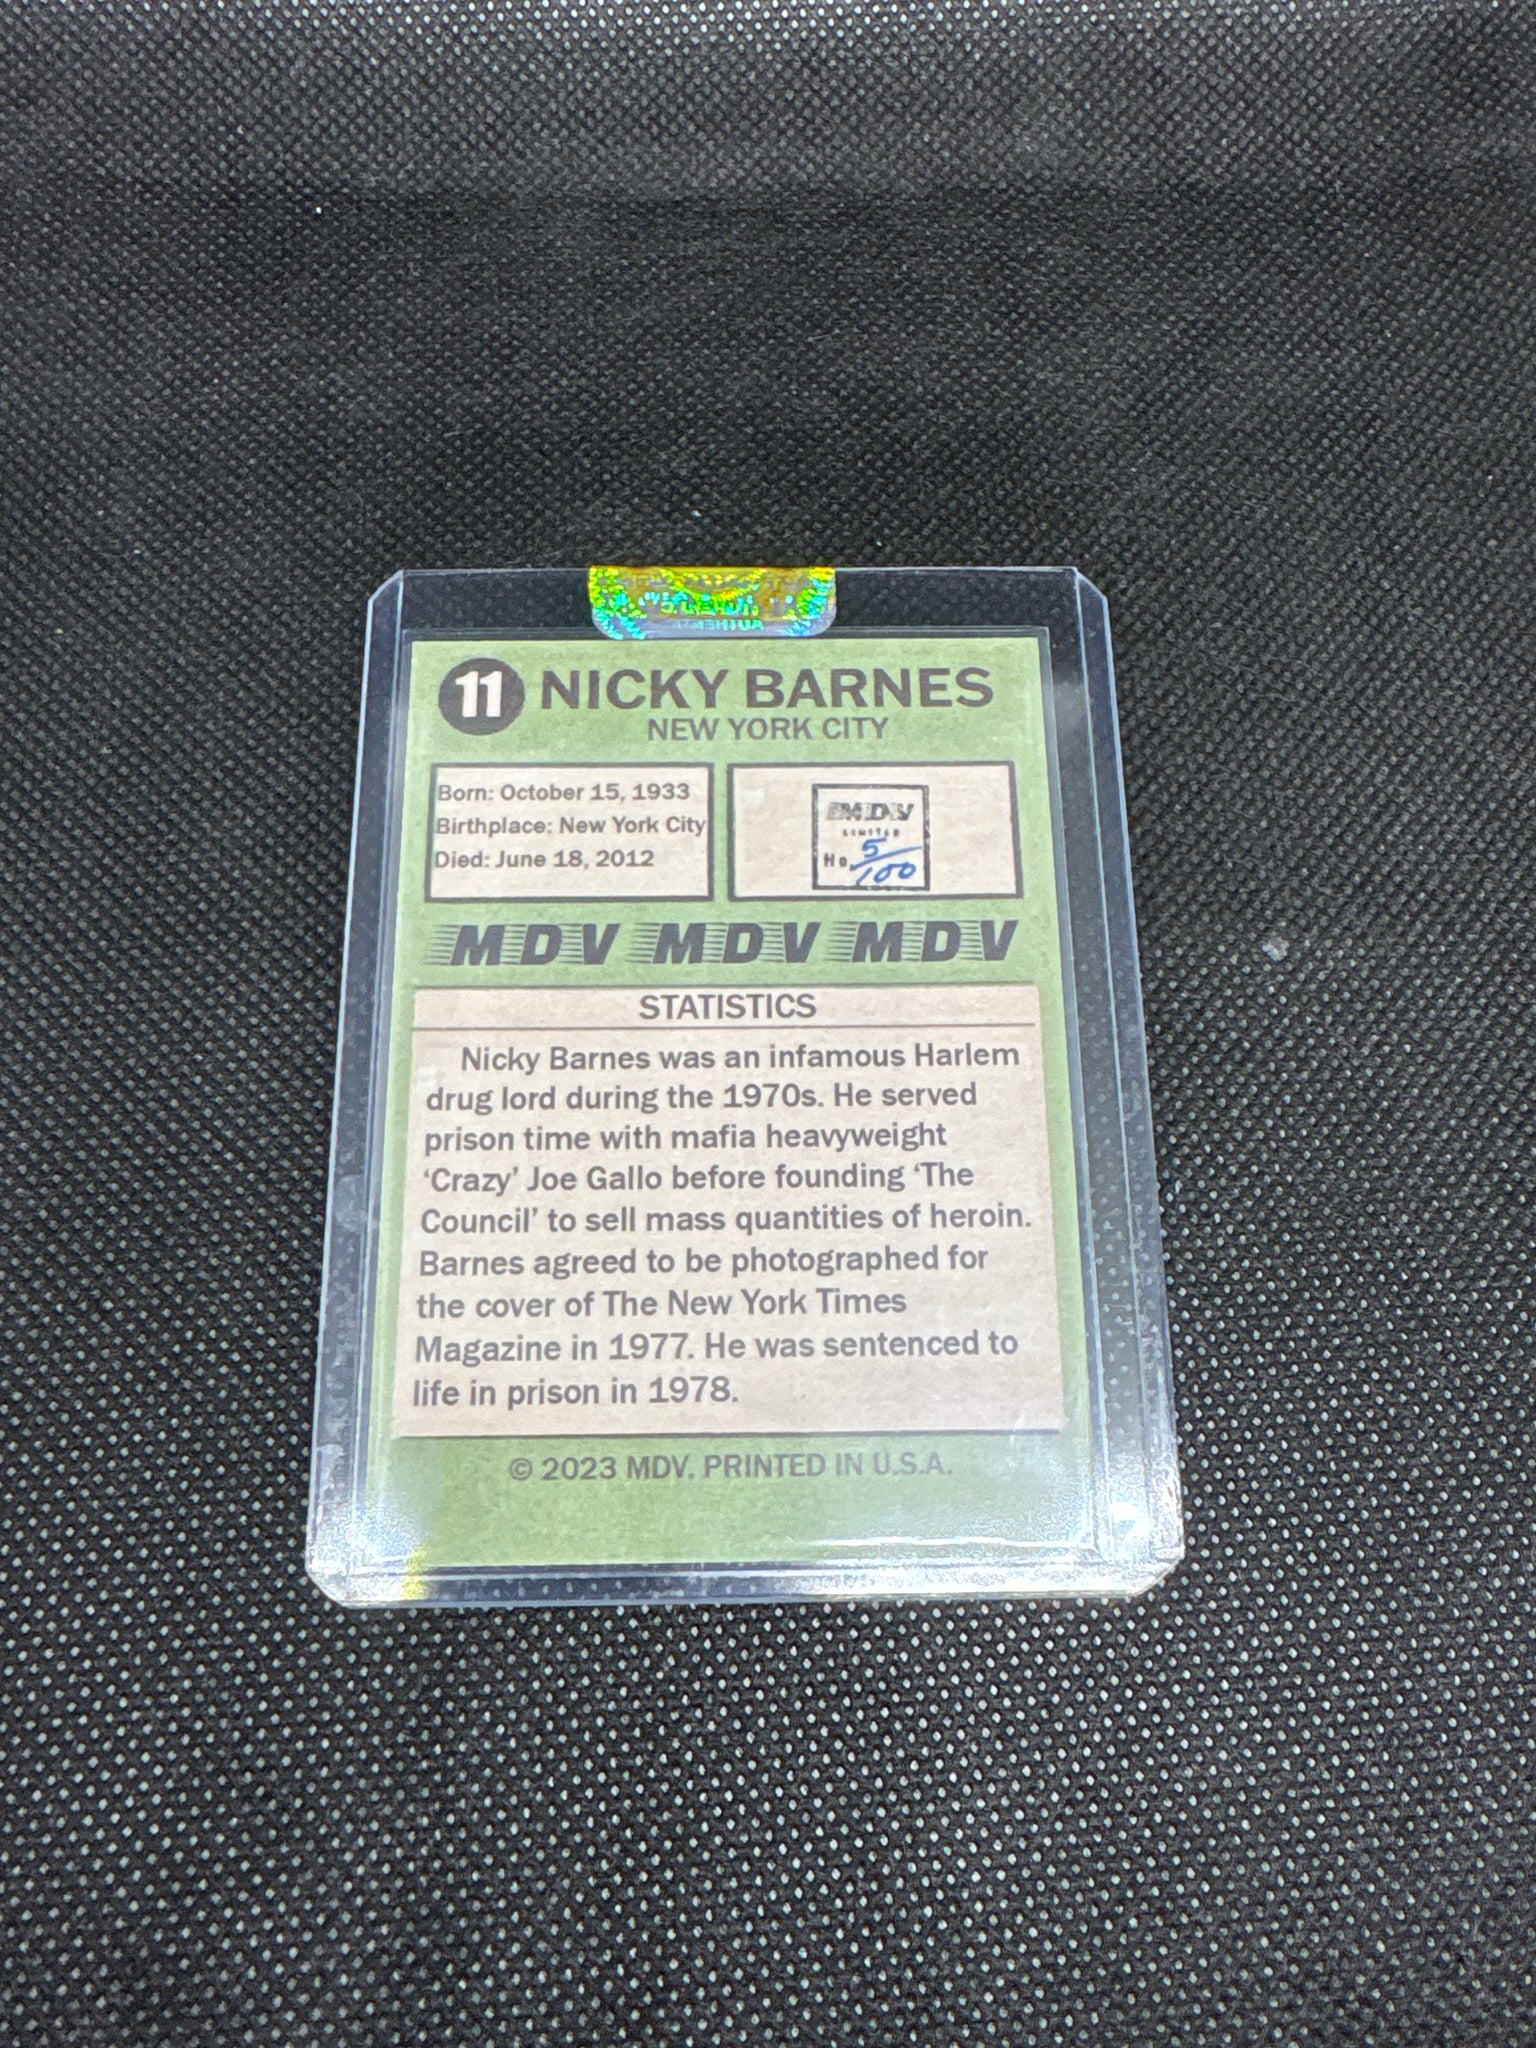 11 NICKY BARNES
NEW YORK CITY
Born: October 15, 1933
Birthplace: New York City
Died: June 18, 2012
MDV
LIMITED
No. 5/100
MDV MDV MDV
STATISTICS
Nicky Barnes was an infamous Harlem
drug lord during the 1970s. He served
prison time with mafia heavyweight
‘Crazy’ Joe Gallo before founding ‘The
Council’ to sell mass quantities of heroin.
Barnes agreed to be photographed for
the cover of The New York Times
Magazine in 1977. He was sentenced to
life in prison in 1978.
© 2023 MDV. PRINTED IN U.S.A.